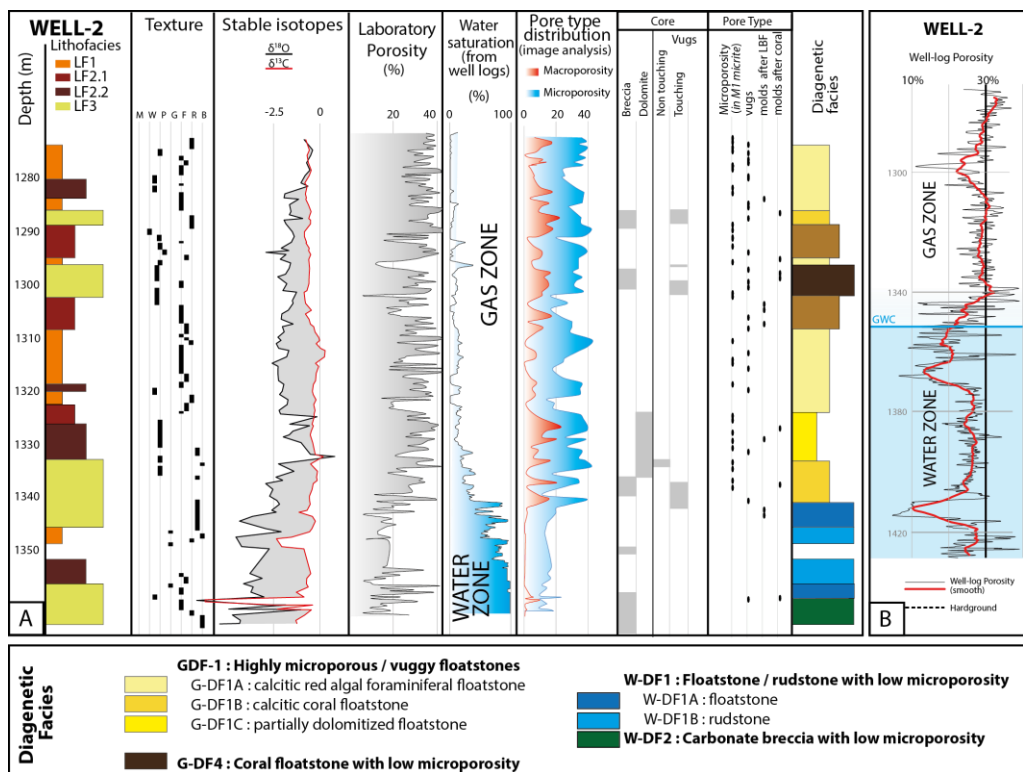 WELL-2
Lithofacies
LF1
LF2.1
LF2.2
LF3
Depth (m)
1280
1290
1300
1310
1320
1330
1340
1350
A
Texture
M W P G F R B
Stable isotopes
δ18O
δ13C
-2.5 0
Laboratory
Porosity
(%)
20 40
Water
saturation
(from
well logs)
(%)
0 100
GAS ZONE
WATER
ZONE
Pore type
distribution
(image analysis)
Macroporosity
Microporosity
0 20 40
Core
Vugs
Breccia
Dolomite
Non touching
Touching
Pore Type
Microporosity
(in M1 micrite)
vugs
molds after LBF
molds after coral
Diagenetic
facies
WELL-2
Well-log Porosity
10% 30%
1300
1340
1380
1420
GAS ZONE
GWC
WATER ZONE
Well-log Porosity
(smooth)
Hardground
B
Diagenetic
Facies
GDF-1 : Highly microporous / vuggy floatstones
G-DF1A : calcitic red algal foraminiferal floatstone
G-DF1B : calcitic coral floatstone
G-DF1C : partially dolomitized floatstone
G-DF4 : Coral floatstone with low microporosity
W-DF1 : Floatstone / rudstone with low microporosity
W-DF1A : floatstone
W-DF1B : rudstone
W-DF2 : Carbonate breccia with low microporosity